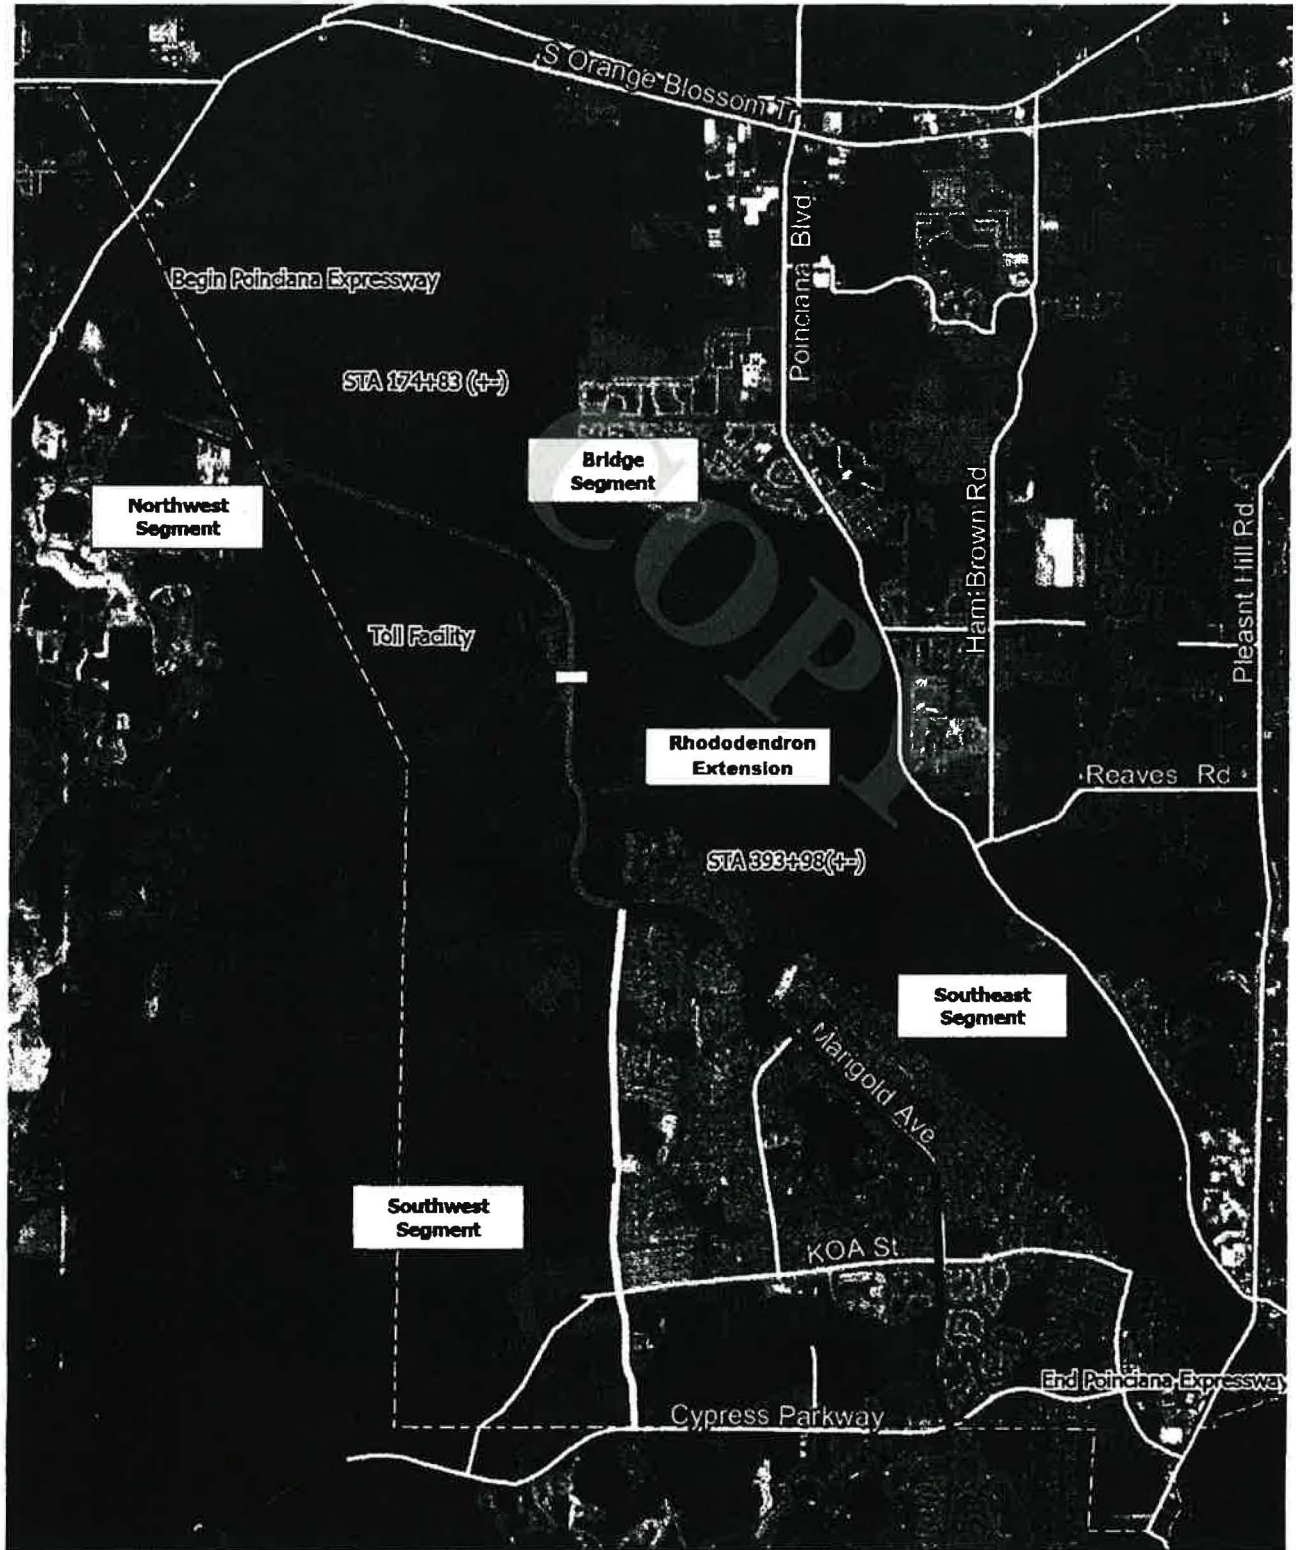 S Orange Blossom Tr
Poinciana Blvd
Begin Poinciana Expressway
STA 174+83 (+-)
Bridge
Segment
Northwest
Segment
Ham Brown Rd
Pleasnt Hill Rd
COPY
Toll Facility
Rhododendron
Extension
Reaves Rd
STA 393+98(+-)
Southeast
Segment
Marigold Ave
Southwest
Segment
KOA St
End Poinciana Expressway
Cypress Parkway